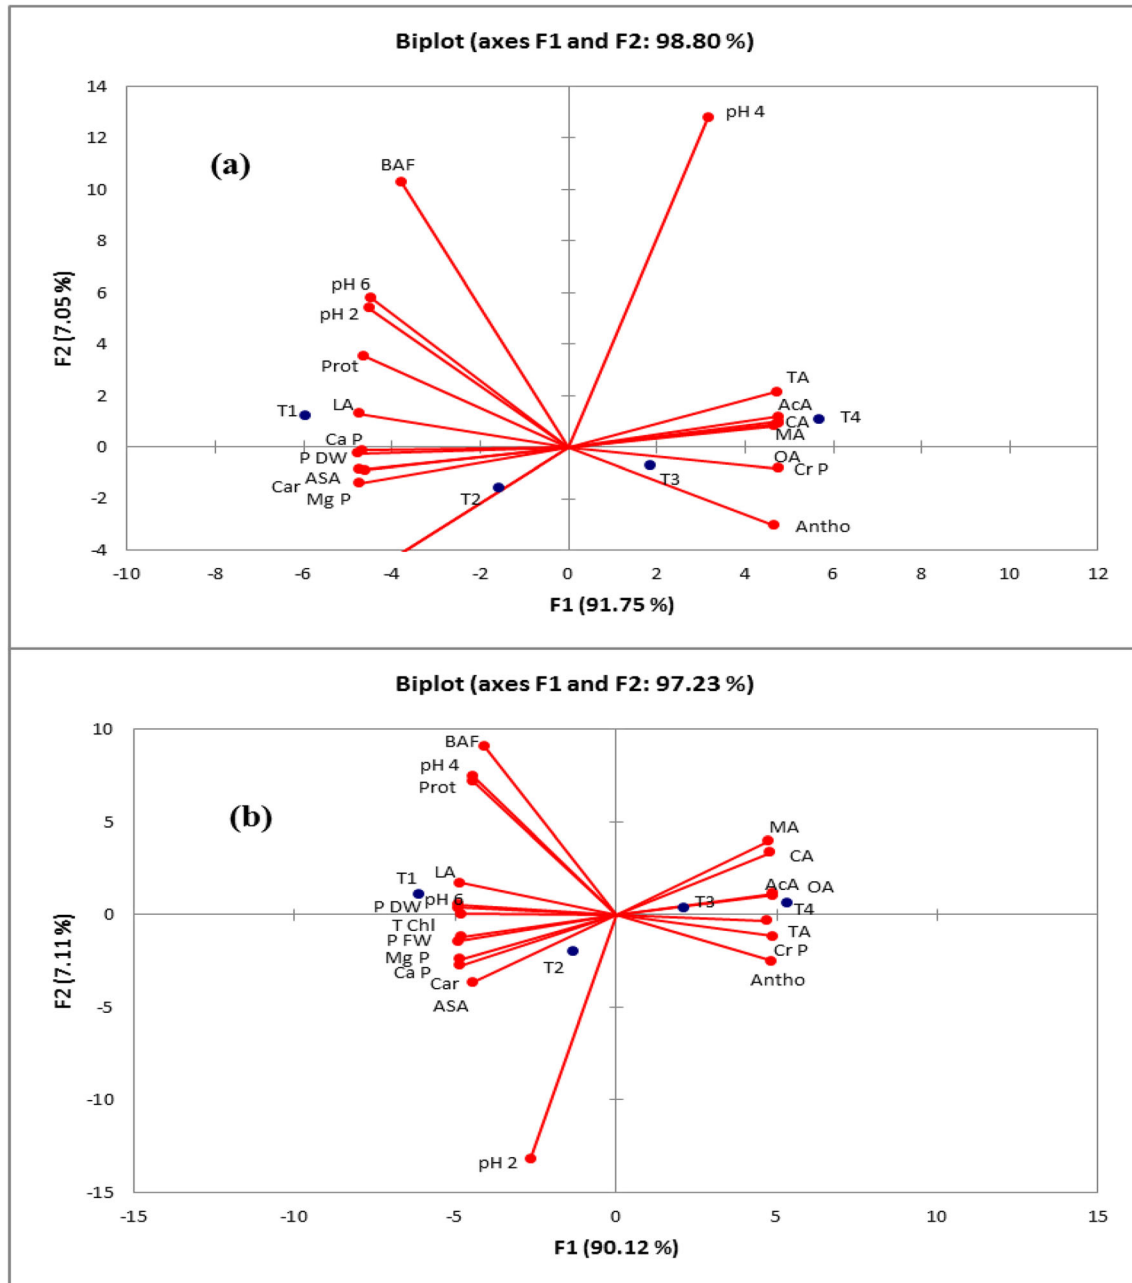 Biplot (axes F1 and F2: 98.80 %)
14
12
10
8
6
4
2
0
-2
-4
F2 (7.05 %)
(a)
pH 4
BAF
pH 6
pH 2
Prot
LA
T1
Ca P
P DW
ASA
Car
Mg P
T2
TA
AcA
T4
CA
MA
OA
Cr P
T3
Antho
-10 -8 -6 -4 -2 0 2 4 6 8 10 12
F1 (91.75 %)
Biplot (axes F1 and F2: 97.23 %)
10
5
0
-5
-10
-15
F2 (7.11 %)
(b)
BAF
pH 4
Prot
LA
T1
pH 6
P DW
T Chl
P FW
Mg P
Ca P
Car
ASA
T2
MA
CA
AcA OA
T3
T4
TA
Cr P
Antho
pH 2
-15 -10 -5 0 5 10 15
F1 (90.12 %)